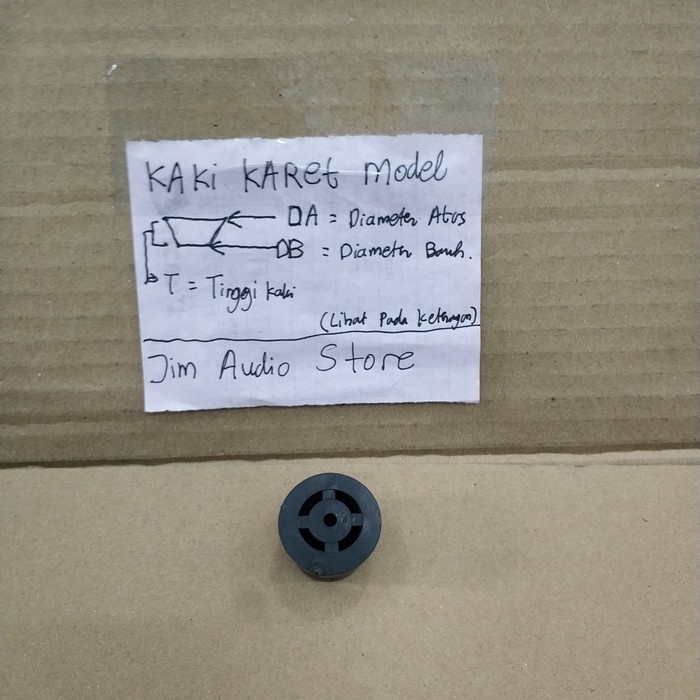 KAKi KARET Model
DA = Diameter Atas
DB = Diameter Bawah.
T = Tinggi kaki
(Lihat Pada Keterangan)
Jim Audio Store